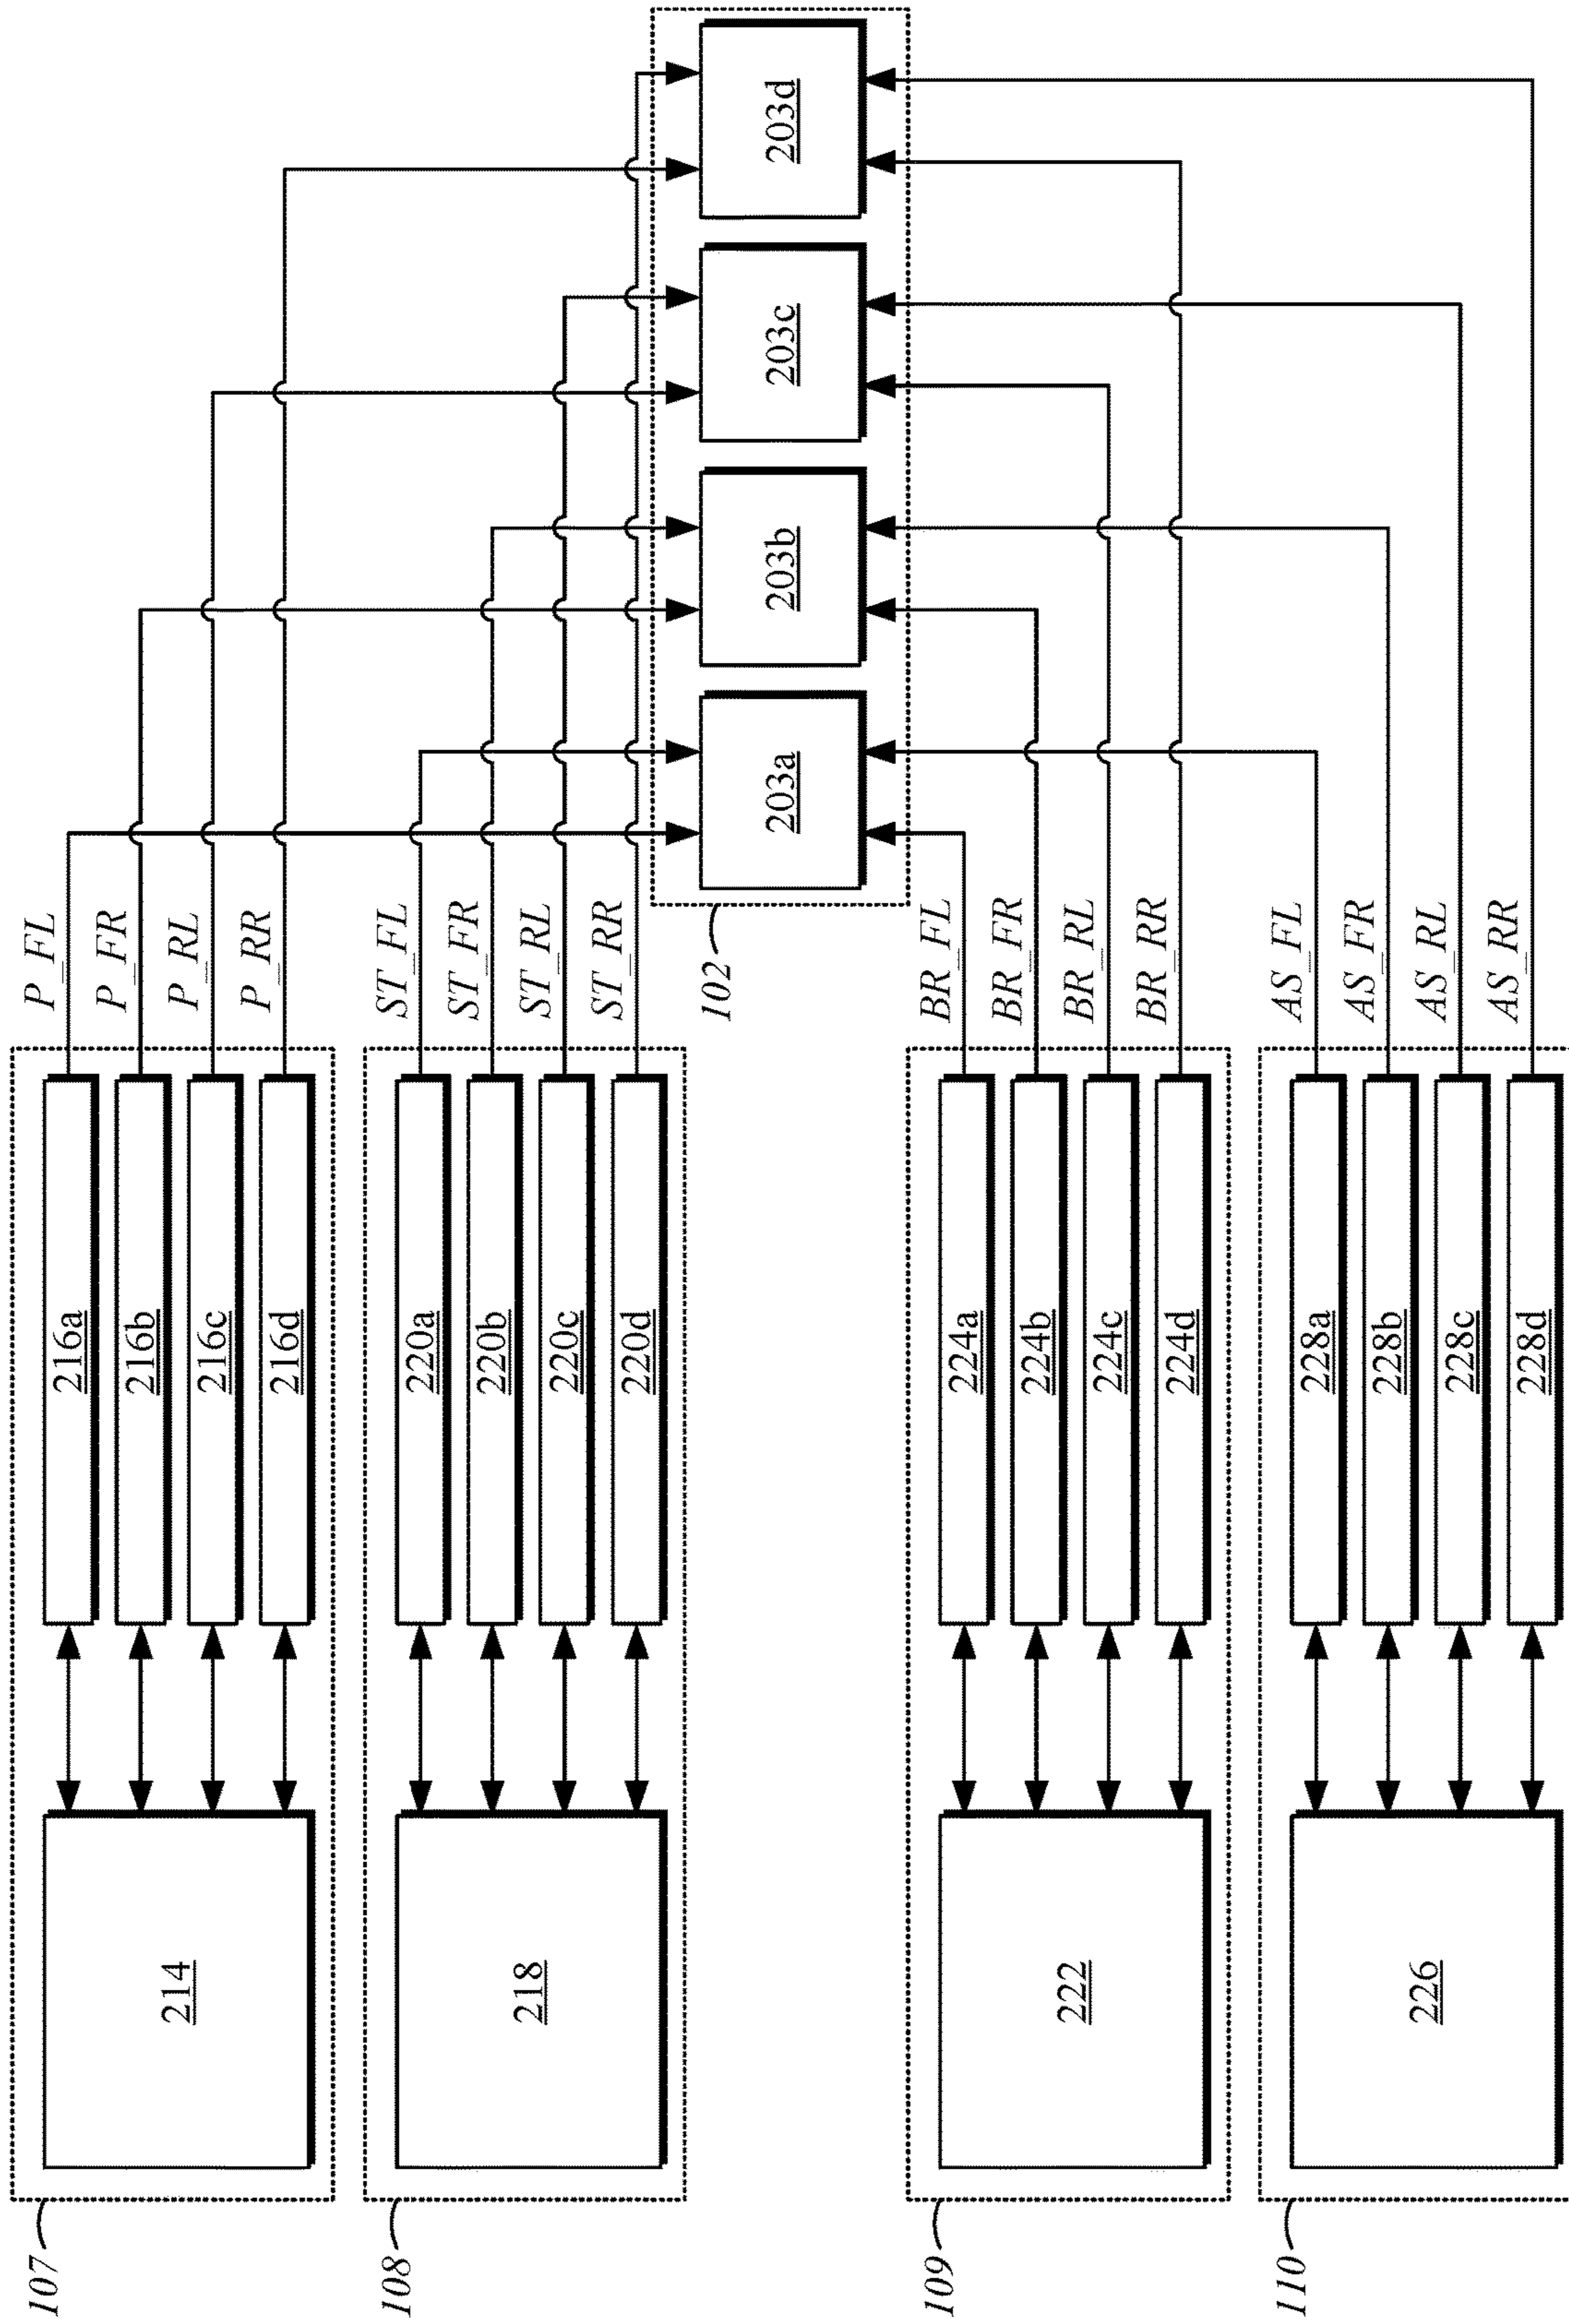 107
214
216a
216b
216c
216d
P_FL
P_FR
P_RL
P_RR
108
218
220a
220b
220c
220d
ST_FL
ST_FR
ST_RL
ST_RR
102
203a
203b
203c
203d
109
222
224a
224b
224c
224d
BR_FL
BR_FR
BR_RL
BR_RR
110
226
228a
228b
228c
228d
AS_FL
AS_FR
AS_RL
AS_RR